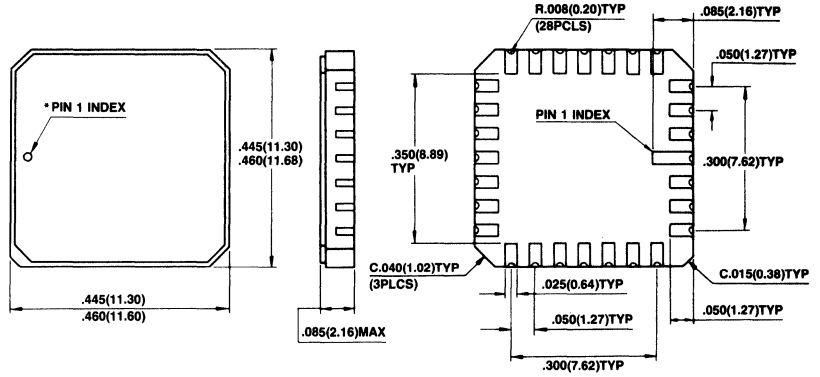 R.008(0.20)TYP
(28PCLS)
.085(2.16)TYP
.050(1.27)TYP
*PIN 1 INDEX
PIN 1 INDEX
.445(11.30)
.460(11.68)
.350(8.89)
TYP
.300(7.62)TYP
C.040(1.02)TYP
(3PLCS)
C.015(0.38)TYP
.025(0.64)TYP
.445(11.30)
.460(11.60)
.050(1.27)TYP
.050(1.27)TYP
.085(2.16)MAX
.300(7.62)TYP